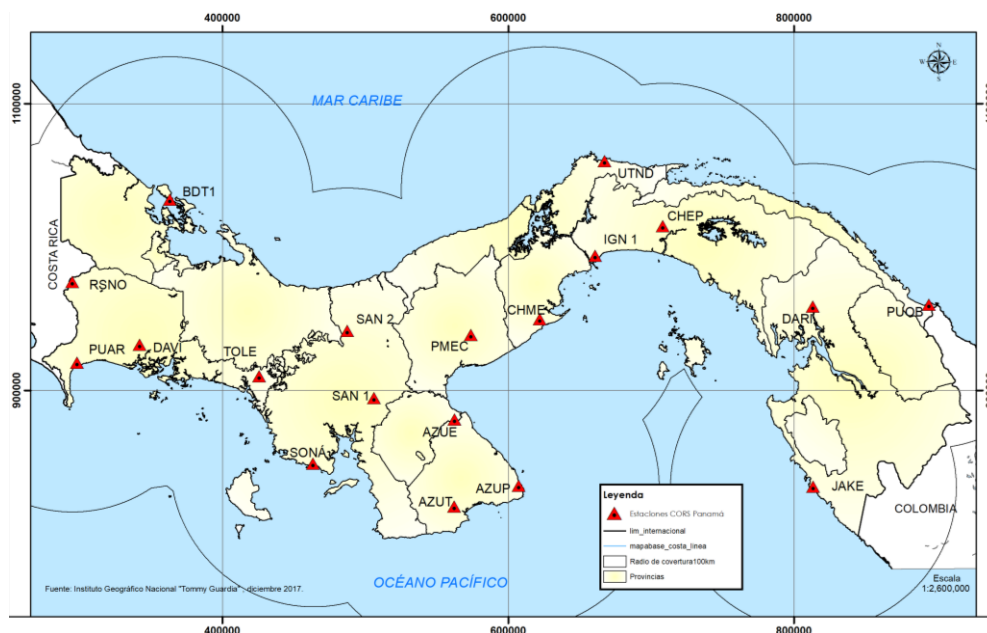 400000 600000 800000
MAR CARIBE
N
W E
S
UTND
BDT1
CHEP
COSTA RICA
IGN 1
RSNO
CHME
SAN 2
DARI
PUOB
PMEC
PUAR DAVI TOLE
SAN 1
AZUE
SONÁ
AZUP
JAKE
AZUT
COLOMBIA
Leyenda
Estaciones CORS Panamá
lim_internacional
mapabase_costa_linea
Radio de covertura100km
Provincias
OCÉANO PACÍFICO
Fuente: Instituto Geográfico Nacional "Tommy Guardia" , diciembre 2017.
Escala
1:2,600,000
1100000
900000
400000 600000 800000